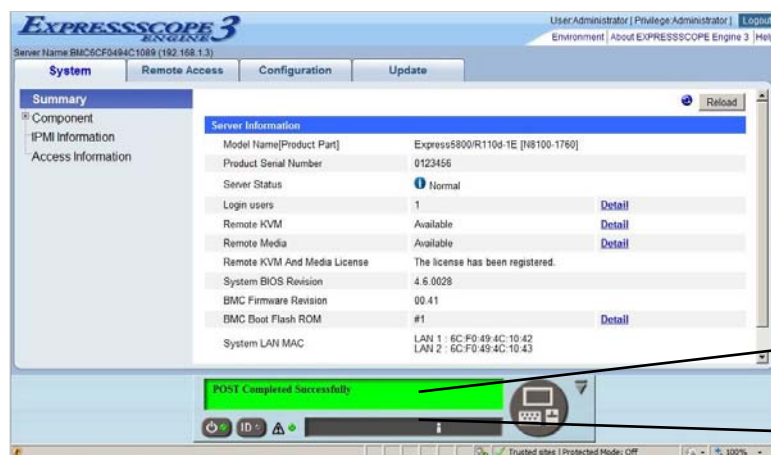 EXPRESSSCOPE
ENGINE 3
User:Administrator [ Privilege:Administrator ] Logout
Environment | About EXPRESSSCOPE Engine 3 | Help
Server Name:BMC6CF0494C1089 (192.168.1.3)
System Remote Access Configuration Update
Summary
Component
IPMI Information
Access Information
Reload
Server Information
Model Name[Product Part] Express5800/R110d-1E [N8100-1760]
Product Serial Number 0123456
Server Status Normal
Login users 1 Detail
Remote KVM Available Detail
Remote Media Available Detail
Remote KVM And Media License The license has been registered.
System BIOS Revision 4.6.0028
BMC Firmware Revision 00.41
BMC Boot Flash ROM #1 Detail
System LAN MAC LAN 1 : 6C:F0:49:4C:10:42
LAN 2 : 6C:F0:49:4C:10:43
POST Completed Successfully
ID
Trusted sites | Protected Mode: Off 100%